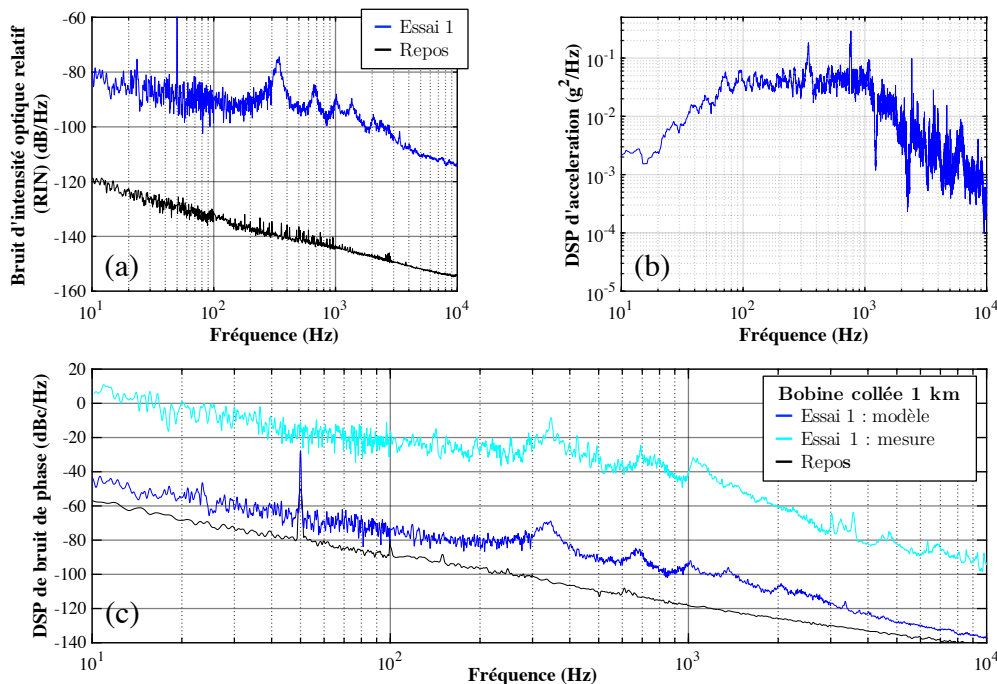 Bruit d'intensité optique relatif
(RIN) (dB/Hz)
-60
-80
-100
-120
-140
-160
Essai 1
Repos
(a)
10^1
10^2
10^3
10^4
Fréquence (Hz)
DSP d'acceleration (g^2/Hz)
10^-1
10^-2
10^-3
10^-4
10^-5
(b)
10^1
10^2
10^3
10^4
Fréquence (Hz)
DSP de bruit de phase (dBc/Hz)
20
0
-20
-40
-60
-80
-100
-120
-140
Bobine collée 1 km
Essai 1 : modèle
Essai 1 : mesure
Repos
(c)
10^1
10^2
10^3
10^4
Fréquence (Hz)